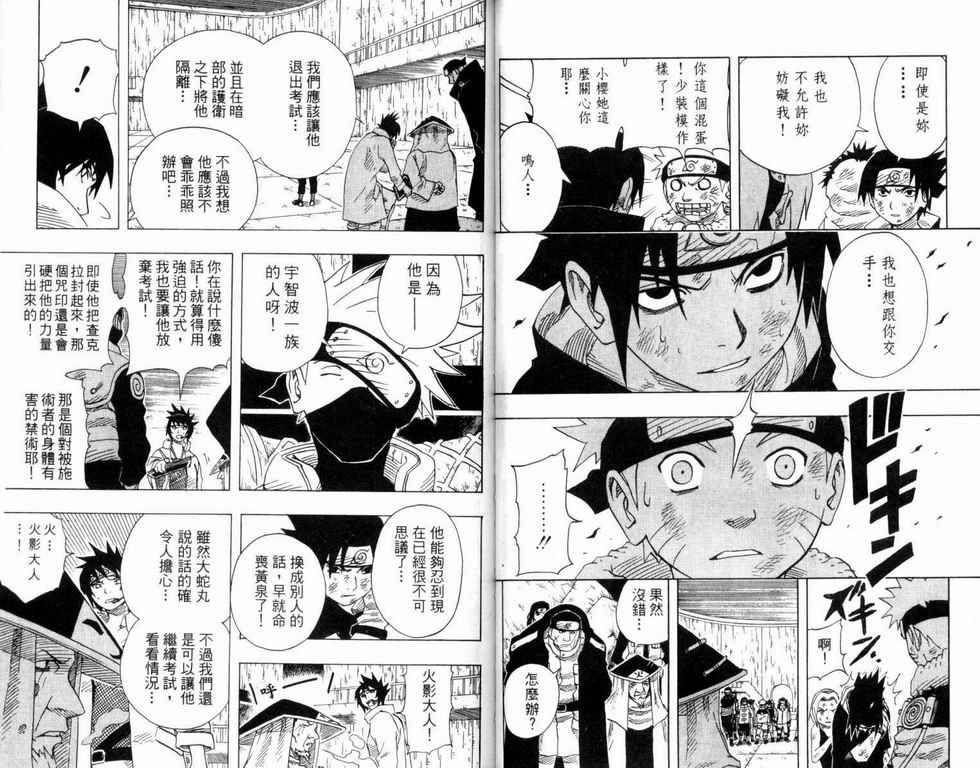 即使是妳
……
我也
不允許妳
妨礙我！
你這個混蛋
！少裝模作
樣了！
小櫻她這
麼關心你
耶…
鳴人…
我也想跟你交
手…
……
ドキン
ズキン
啊！
果然
沒錯…
怎麼辦？
我們應該讓他
退出考試…
並且在暗
部的護衛
之下將他
隔離…
不過我想
他應該不
會乖乖照
辦吧…
！
因為
他是──
宇智波一族
的人呀！
你在說什麼傻
話！就算得用
強迫的方式，
我也要讓他放
棄考試！
即使他把查克
拉封起來，那
個咒印還是會
硬把他的力量
引出來的！
那是個對被施
術者的身體有
害的禁術耶！
他能夠忍到現
在已經很不可
思議了…
換成別人的
話，早就命
喪黃泉了！
火影大人！
呼
雖然大蛇丸
說的話的確
令人擔心…
不過我們還
是可以讓他
繼續考試，
看看情況…
火…
火影大人
…！